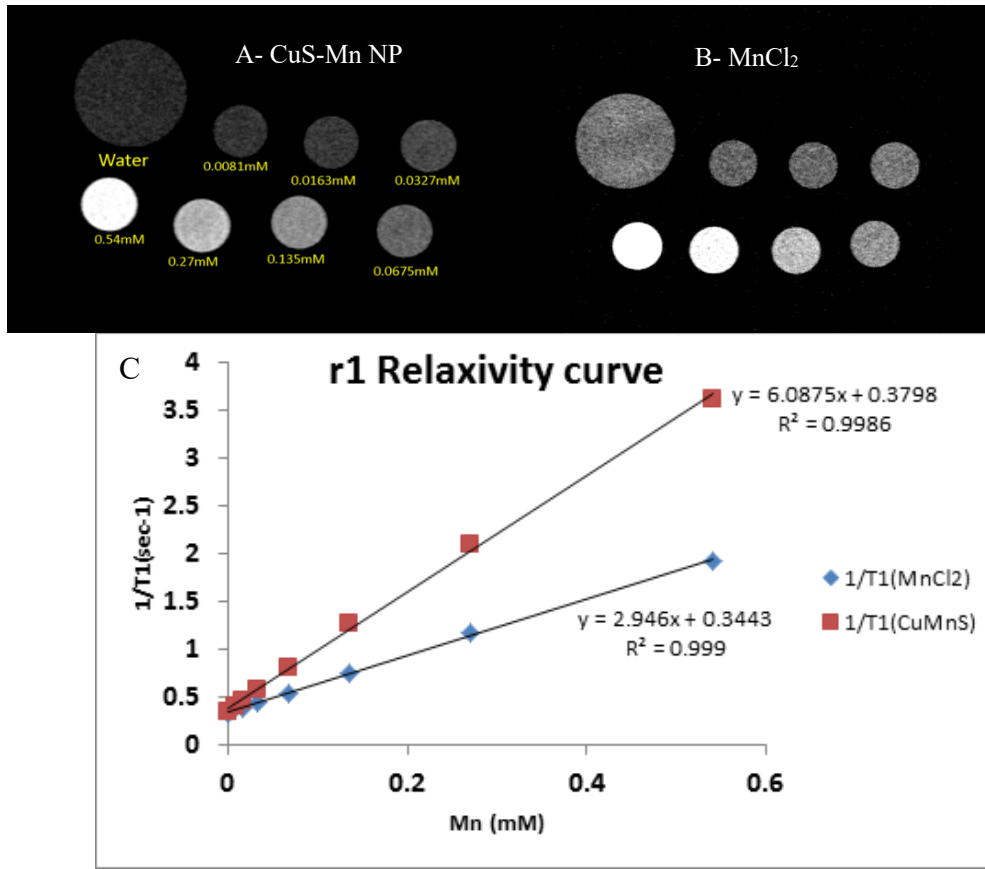 A- CuS-Mn NP
B- MnCl₂
Water
0.0081mM
0.0163mM
0.0327mM
0.54mM
0.27mM
0.135mM
0.0675mM
C
r1 Relaxivity curve
4
3.5
3
2.5
2
1.5
1
0.5
0
1/T1(sec-1)
y = 6.0875x + 0.3798
R² = 0.9986
y = 2.946x + 0.3443
R² = 0.999
1/T1(MnCl2)
1/T1(CuMnS)
0 0.2 0.4 0.6
Mn (mM)